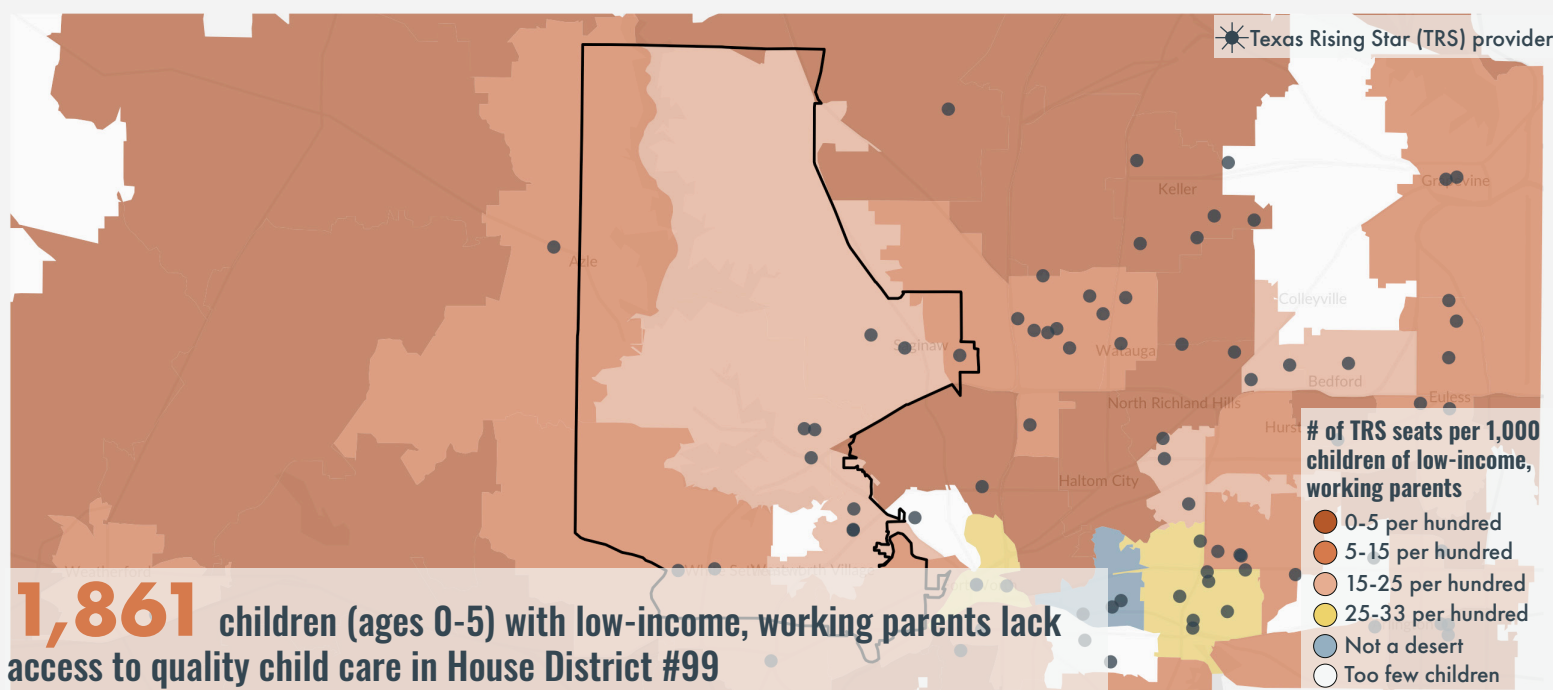 Texas Rising Star (TRS) provider
Keller
Grapevine
Azle
Colleyville
Saginaw
Watauga
Bedford
North Richland Hills
Euless
Hurst
Haltom City
Weatherford
# of TRS seats per 1,000
children of low-income,
working parents
0-5 per hundred
5-15 per hundred
15-25 per hundred
25-33 per hundred
Not a desert
Too few children
1,861 children (ages 0-5) with low-income, working parents lack
access to quality child care in House District #99